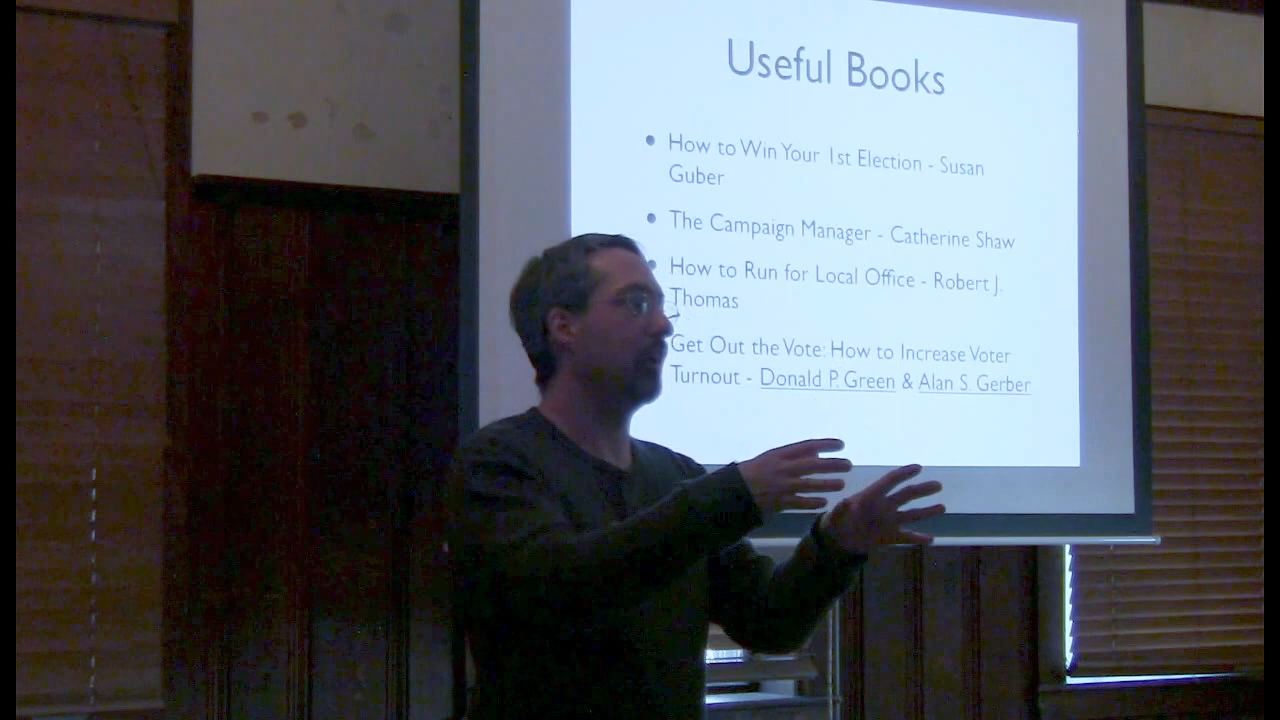 Useful Books
• How to Win Your 1st Election - Susan
Guber
• The Campaign Manager - Catherine Shaw
• How to Run for Local Office - Robert J.
Thomas
Get Out the Vote: How to Increase Voter
Turnout - Donald P. Green & Alan S. Gerber